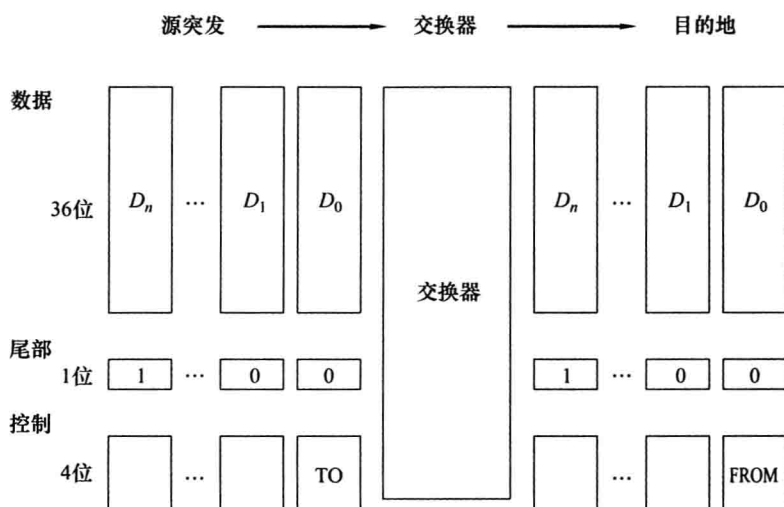 源突发 交换器 目的地
数据
36位 Dn … D1 D0 交换器 Dn … D1 D0
尾部
1位 1 … 0 0 1 … 0 0
控制
4位 … TO … FROM